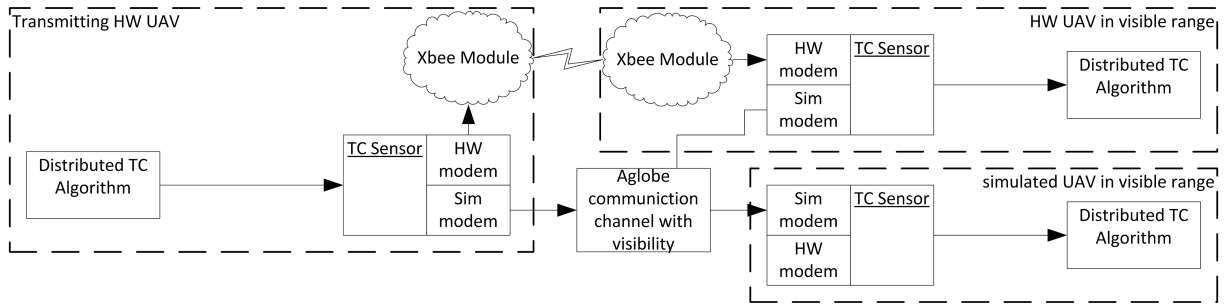 Transmitting HW UAV
Xbee Module
Distributed TC
Algorithm
TC Sensor
HW
modem
Sim
modem
Aglobe
communiction
channel with
visibility
HW UAV in visible range
Xbee Module
HW
modem
Sim
modem
TC Sensor
Distributed TC
Algorithm
simulated UAV in visible range
Sim
modem
HW
modem
TC Sensor
Distributed TC
Algorithm